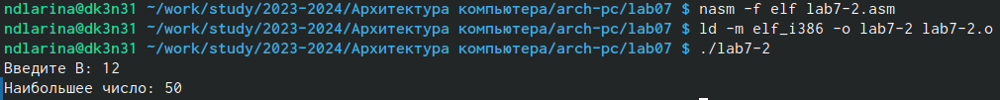 ndlarina@dk3n31 ~/work/study/2023-2024/Архитектура компьютера/arch-pc/lab07 $ nasm -f elf lab7-2.asm
ndlarina@dk3n31 ~/work/study/2023-2024/Архитектура компьютера/arch-pc/lab07 $ ld -m elf_i386 -o lab7-2 lab7-2.o
ndlarina@dk3n31 ~/work/study/2023-2024/Архитектура компьютера/arch-pc/lab07 $ ./lab7-2
Введите B: 12
Наибольшее число: 50